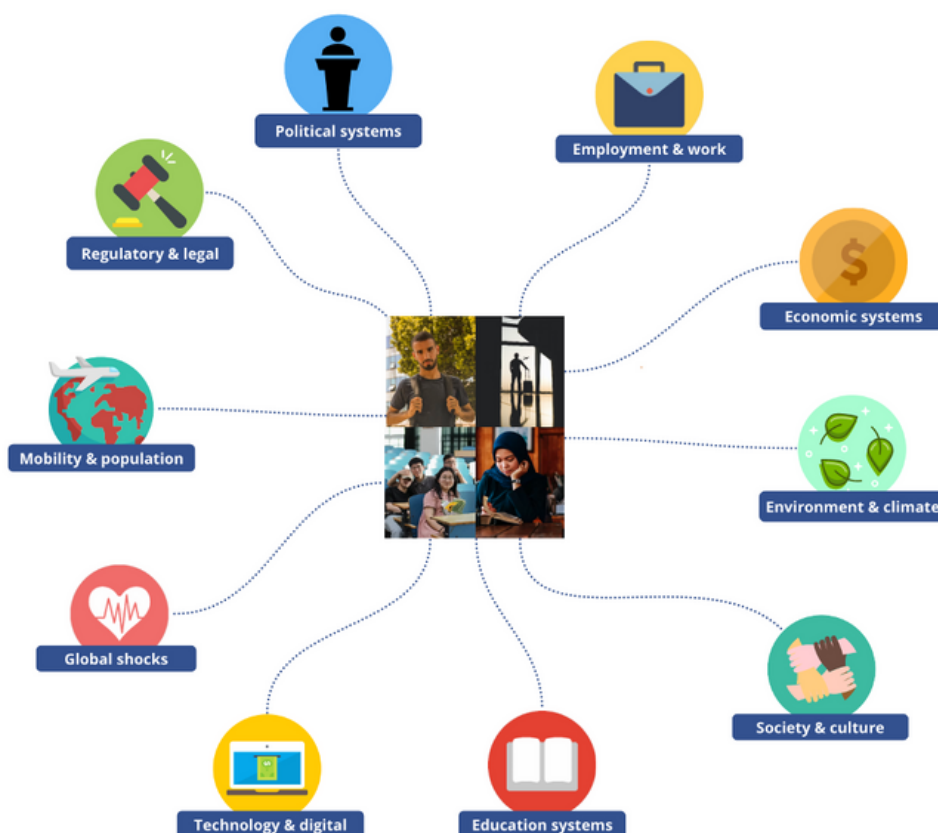 Political systems
Employment & work
Regulatory & legal
Economic systems
$
Mobility & population
Environment & climate
Global shocks
Society & culture
Technology & digital
Education systems